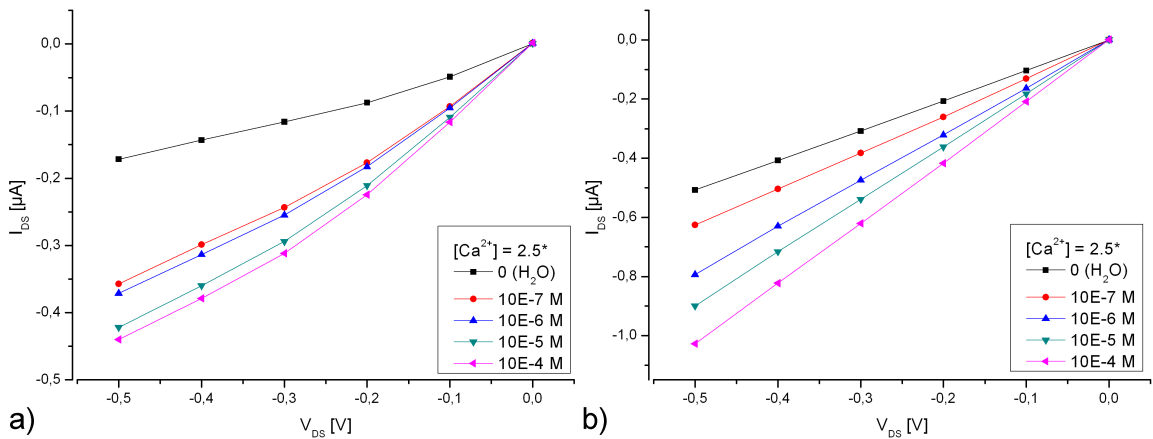 0,0
-0,1
-0,2
-0,3
-0,4
-0,5
I_DS [µA]
[Ca²⁺] = 2.5*
0 (H₂O)
10E-7 M
10E-6 M
10E-5 M
10E-4 M
-0,5 -0,4 -0,3 -0,2 -0,1 0,0
V_DS [V]
a)
0,0
-0,2
-0,4
-0,6
-0,8
-1,0
I_DS [µA]
[Ca²⁺] = 2.5*
0 (H₂O)
10E-7 M
10E-6 M
10E-5 M
10E-4 M
-0,5 -0,4 -0,3 -0,2 -0,1 0,0
V_DS [V]
b)